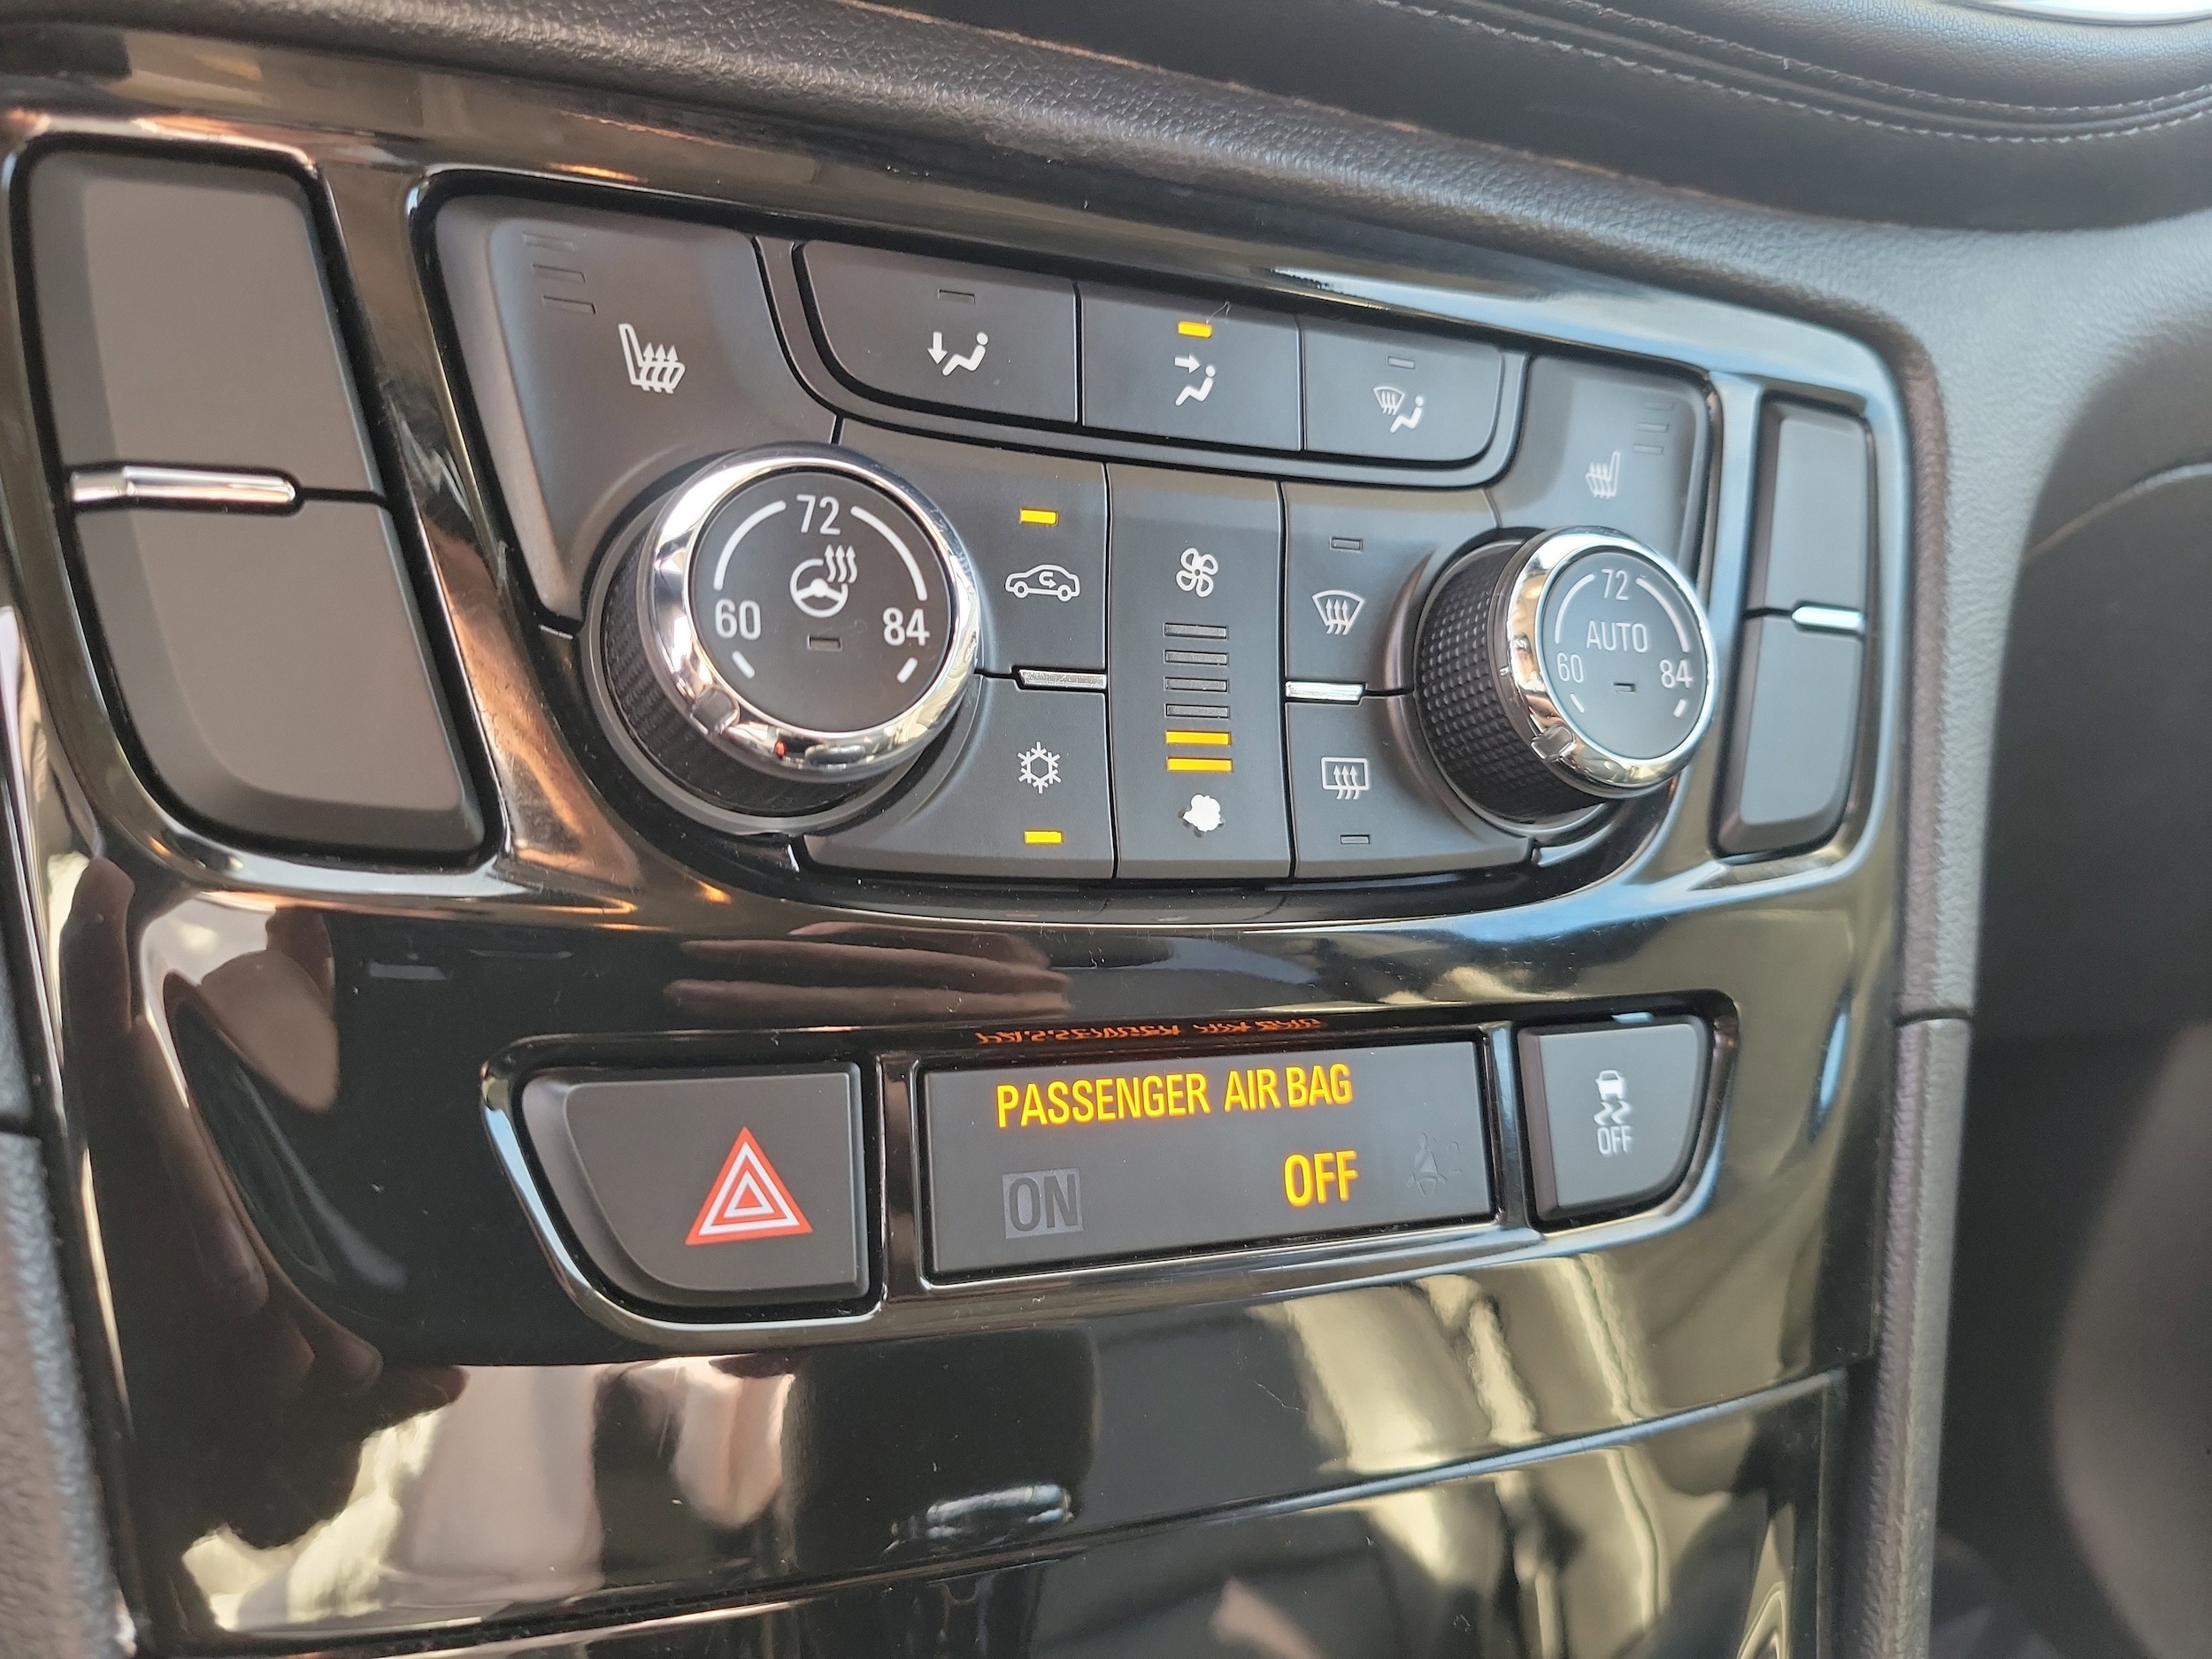 72
60 84
72
AUTO
60 84
PASSENGER AIR BAG
ON OFF
OFF